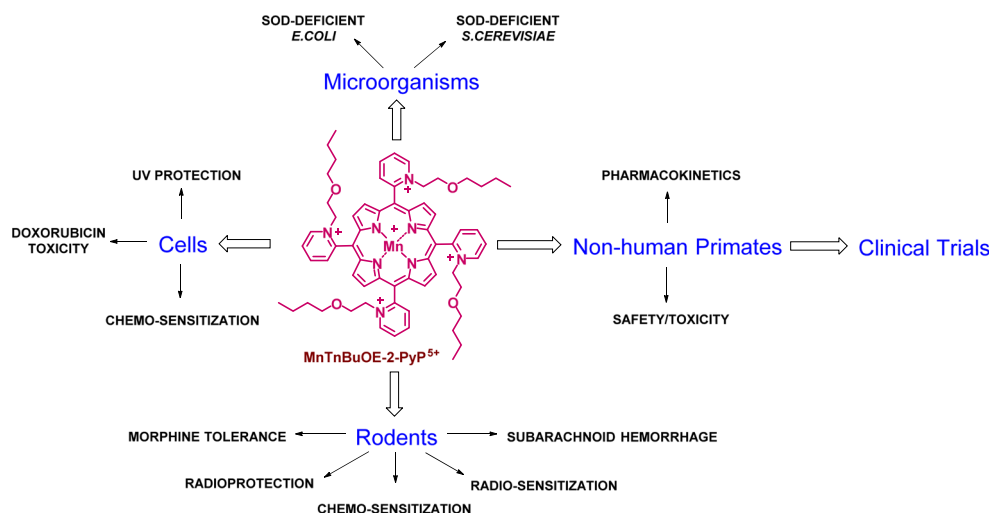 SOD-DEFICIENT
E.COLI
SOD-DEFICIENT
S.CEREVISIAE
Microorganisms
UV PROTECTION
DOXORUBICIN
TOXICITY
Cells
CHEMO-SENSITIZATION
N
+
O
N
+
O
N
N
+
Mn
N
N
N
+
O
N
+
O
MnTnBuOE-2-PyP5+
PHARMACOKINETICS
Non-human Primates
Clinical Trials
SAFETY/TOXICITY
MORPHINE TOLERANCE
Rodents
SUBARACHNOID HEMORRHAGE
RADIOPROTECTION
RADIO-SENSITIZATION
CHEMO-SENSITIZATION